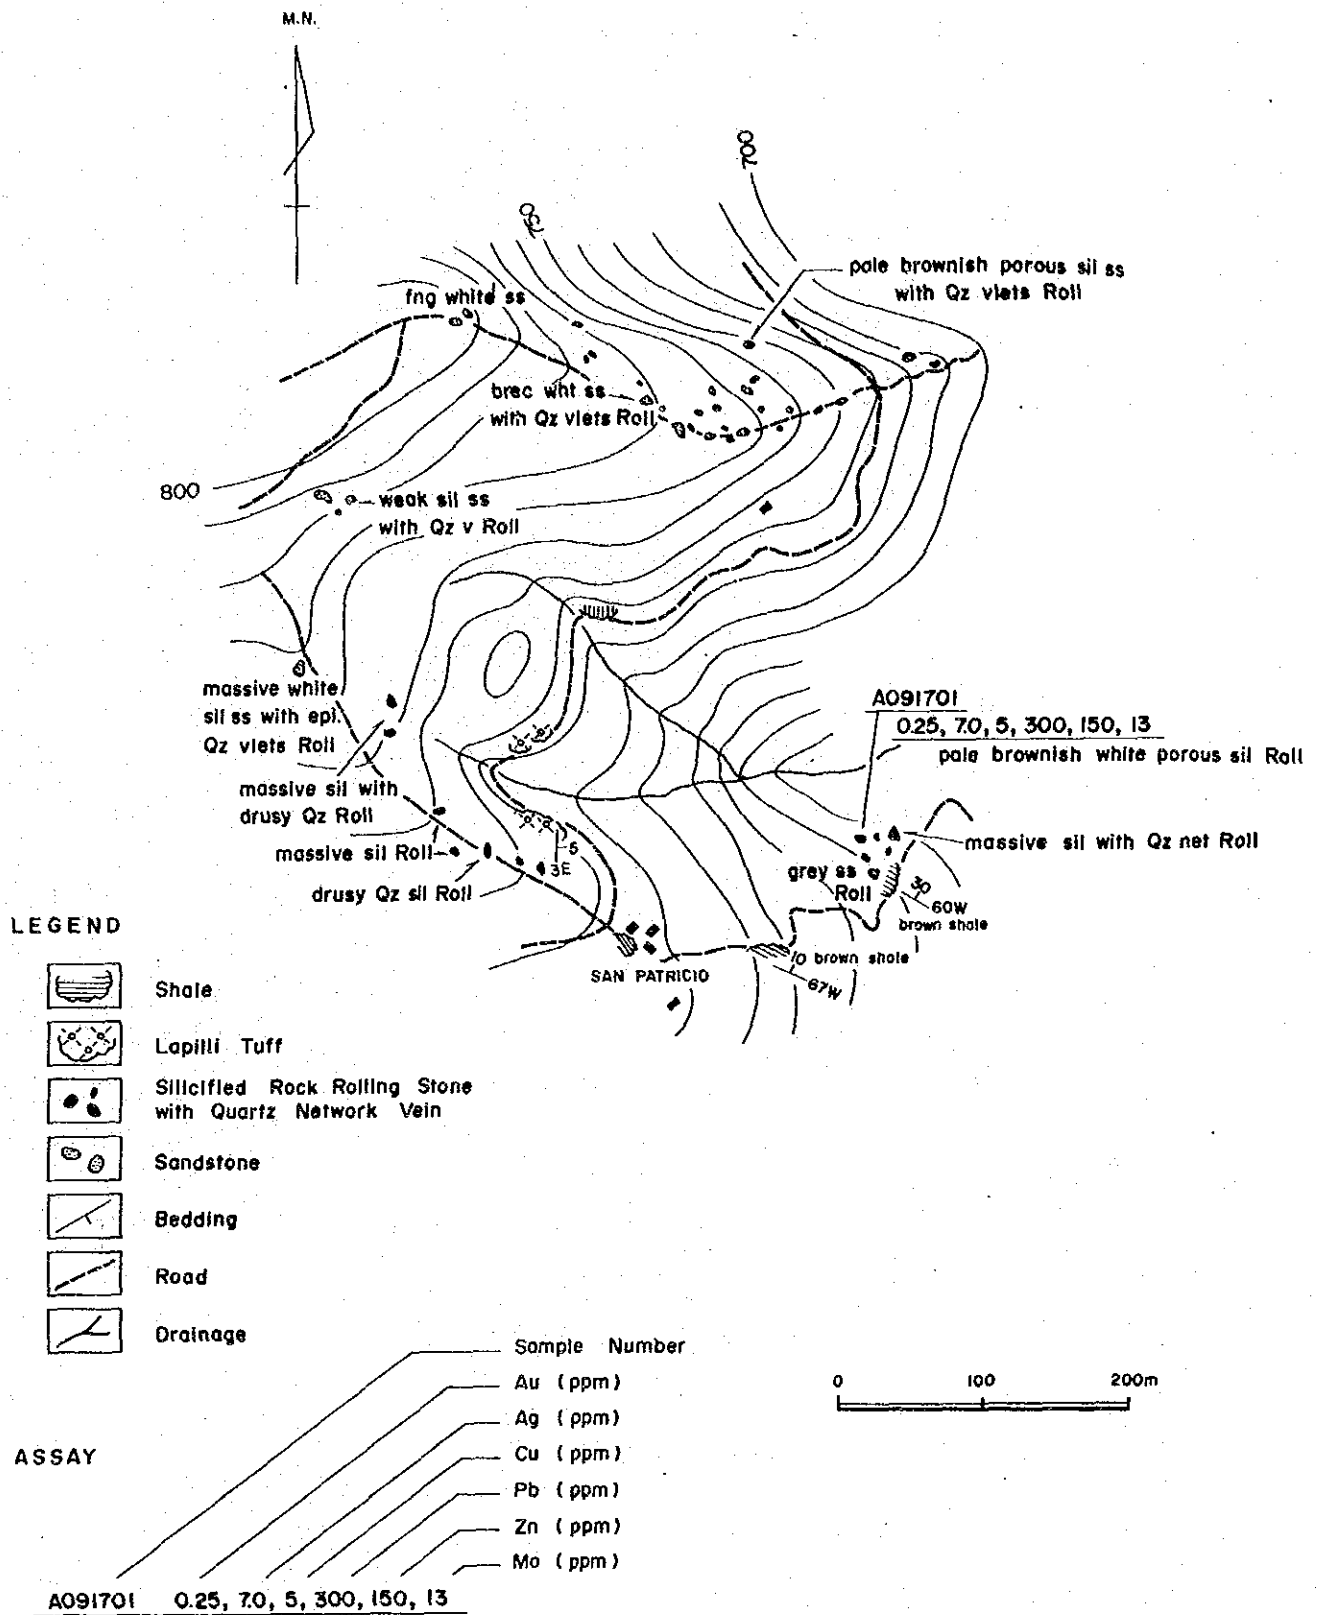 M.N.
700
750
pale brownish porous sil ss
with Qz vlets Roll
fng white ss
brec wht ss
with Qz vlets Roll
800
weak sil ss
with Qz v Roll
massive white
sil ss with epi.
Qz vlets Roll
A091701
0.25, 7.0, 5, 300, 150, 13
pale brownish white porous sil Roll
massive sil with
drusy Qz Roll
massive sil Roll
massive sil with Qz net Roll
5
3E
grey ss
Roll
drusy Qz sil Roll
30
60W
brown shale
10 brown shale
67W
SAN PATRICIO
LEGEND
Shale
Lapilli Tuff
Silicified Rock Rolling Stone
with Quartz Network Vein
Sandstone
Bedding
Road
Drainage
0 100 200m
ASSAY
Sample Number
Au (ppm)
Ag (ppm)
Cu (ppm)
Pb (ppm)
Zn (ppm)
Mo (ppm)
A091701 0.25, 7.0, 5, 300, 150, 13